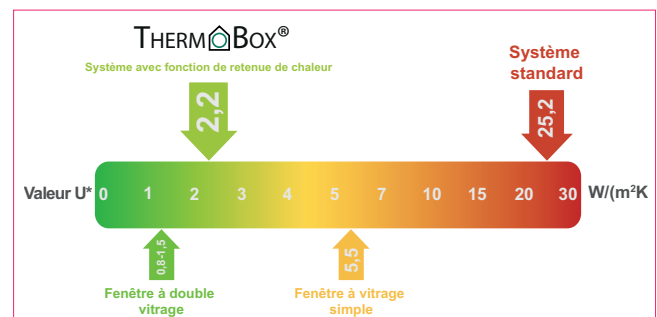 THERMBOX®
Système avec fonction de retenue de chaleur
Système
standard
2,2
25,2
Valeur U* 0 1 2 3 4 5 7 10 15 20 30 W/(m²K
0,8-1,5
5,5
Fenêtre à double
vitrage
Fenêtre à vitrage
simple